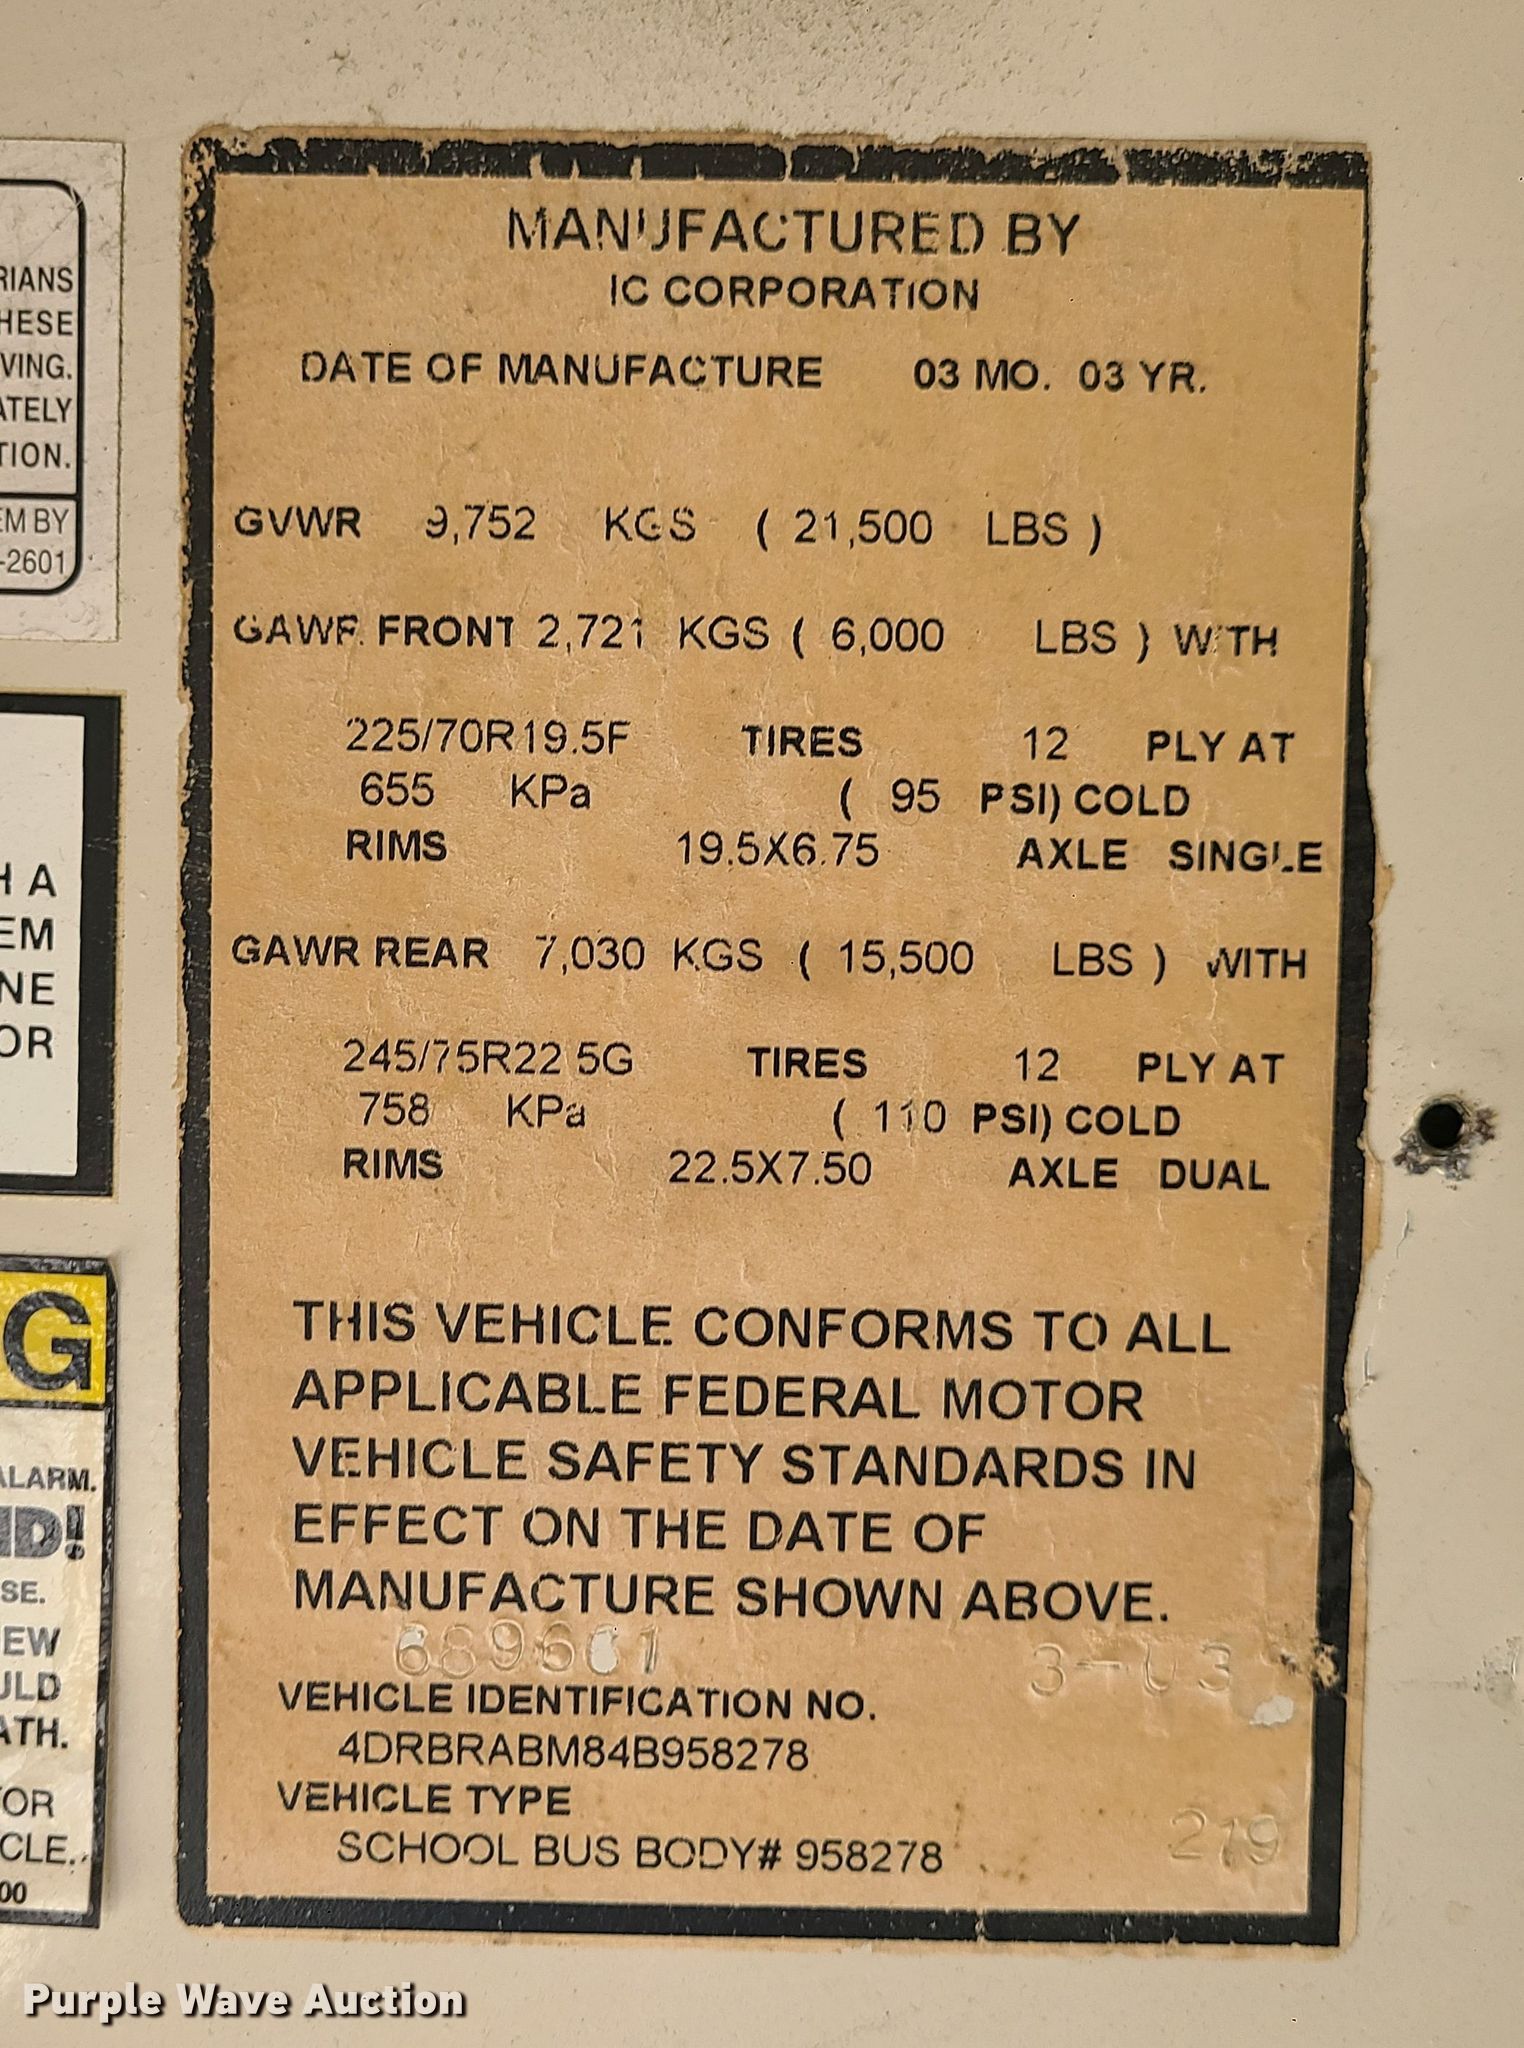 MANUFACTURED BY
IC CORPORATION
DATE OF MANUFACTURE 03 MO. 03 YR.
GVWR 9,752 KGS ( 21,500 LBS )
GAWR FRONT 2,721 KGS ( 6,000 LBS ) WITH
225/70R19.5F TIRES 12 PLY AT
655 KPa ( 95 PSI) COLD
RIMS 19.5X6.75 AXLE SINGLE
GAWR REAR 7,030 KGS ( 15,500 LBS ) WITH
245/75R22.5G TIRES 12 PLY AT
758 KPa ( 110 PSI) COLD
RIMS 22.5X7.50 AXLE DUAL
THIS VEHICLE CONFORMS TO ALL
APPLICABLE FEDERAL MOTOR
VEHICLE SAFETY STANDARDS IN
EFFECT ON THE DATE OF
MANUFACTURE SHOWN ABOVE.
3-03
VEHICLE IDENTIFICATION NO.
4DRBRABM84B958278
VEHICLE TYPE
SCHOOL BUS BODY# 958278
219
RIANS
HESE
VING.
ATELY
TION.
EM BY
-2601
H A
EM
NE
OR
G
ALARM.
ND!
SE.
EW
ULD
ATH.
OR
CLE.
00
Purple Wave Auction